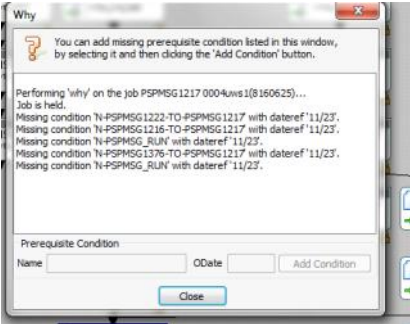 Why
You can add missing prerequisite condition listed in this window,
by selecting it and then clicking the 'Add Condition' button.
Performing 'why' on the job PSPMSG1217 0004uws1(8160625)...
Job is held.
Missing condition 'N-PSPMSG1222-TO-PSPMSG1217' with dateref '11/23'.
Missing condition 'N-PSPMSG1216-TO-PSPMSG1217' with dateref '11/23'.
Missing condition 'N-PSPMSG_RUN' with dateref '11/23'.
Missing condition 'N-PSPMSG1376-TO-PSPMSG1217' with dateref '11/23'.
Missing condition 'N-PSPMSG_RUN' with dateref '11/23'.
Prerequisite Condition
Name ODate Add Condition
Close